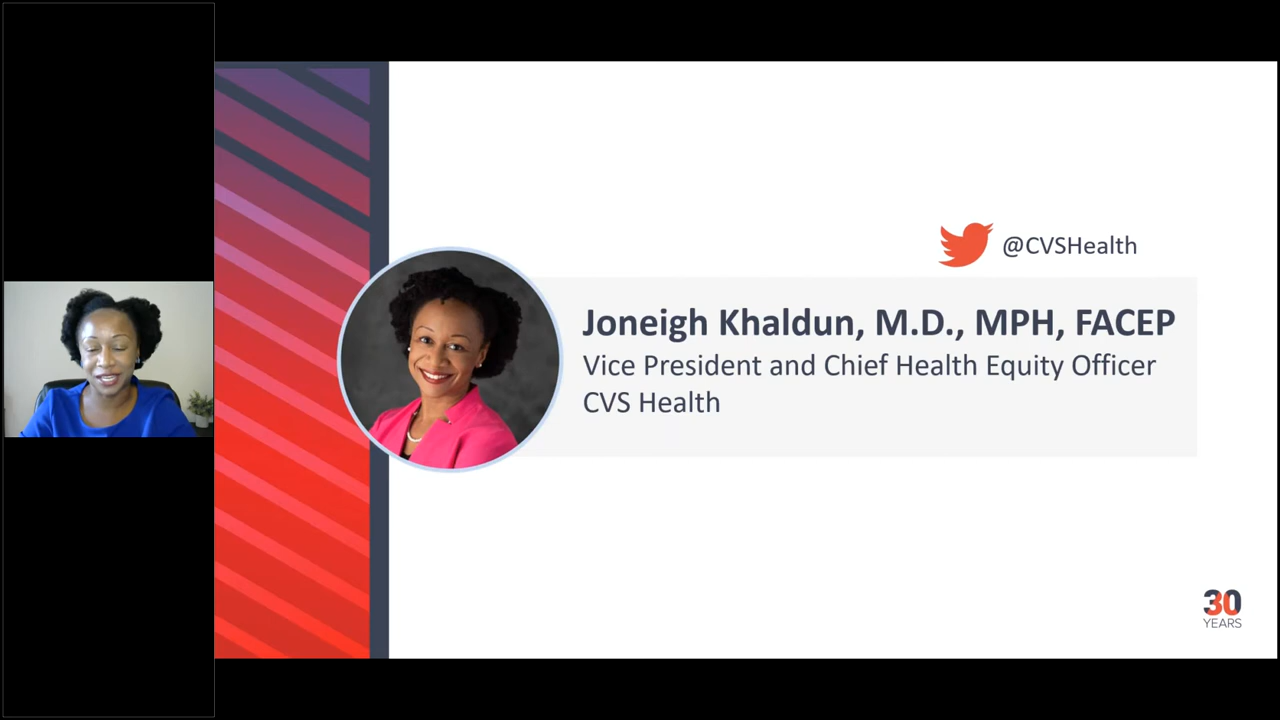 @CVSHealth
Joneigh Khaldun, M.D., MPH, FACEP
Vice President and Chief Health Equity Officer
CVS Health
30
YEARS